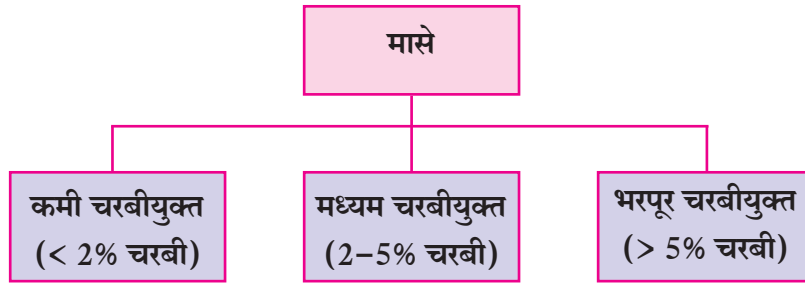 मासे
कमी चरबीयुक्त
(< 2% चरबी)
मध्यम चरबीयुक्त
(2–5% चरबी)
भरपूर चरबीयुक्त
(> 5% चरबी)